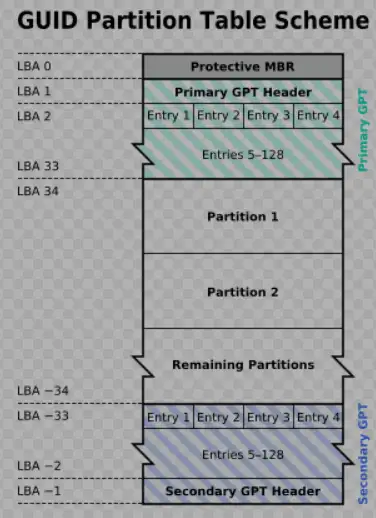 GUID Partition Table Scheme
LBA 0
Protective MBR
LBA 1
Primary GPT Header
LBA 2
Entry 1 Entry 2 Entry 3 Entry 4
Entries 5–128
LBA 33
Primary GPT
LBA 34
Partition 1
Partition 2
Remaining Partitions
LBA −34
LBA −33
Entry 1 Entry 2 Entry 3 Entry 4
Entries 5–128
LBA −2
LBA −1
Secondary GPT Header
Secondary GPT